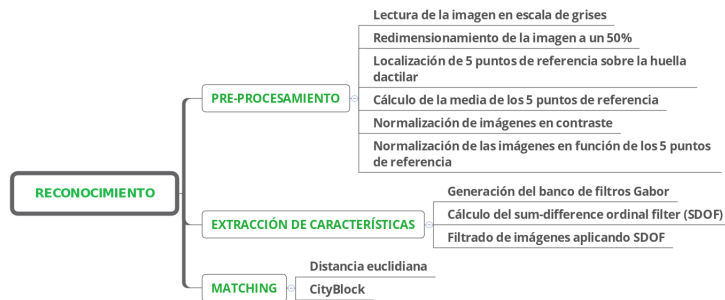 RECONOCIMIENTO
PRE-PROCESAMIENTO
Lectura de la imagen en escala de grises
Redimensionamiento de la imagen a un 50%
Localización de 5 puntos de referencia sobre la huella
dactilar
Cálculo de la media de los 5 puntos de referencia
Normalización de imágenes en contraste
Normalización de las imágenes en función de los 5 puntos
de referencia
EXTRACCIÓN DE CARACTERÍSTICAS
Generación del banco de filtros Gabor
Cálculo del sum-difference ordinal filter (SDOF)
Filtrado de imágenes aplicando SDOF
MATCHING
Distancia euclidiana
CityBlock